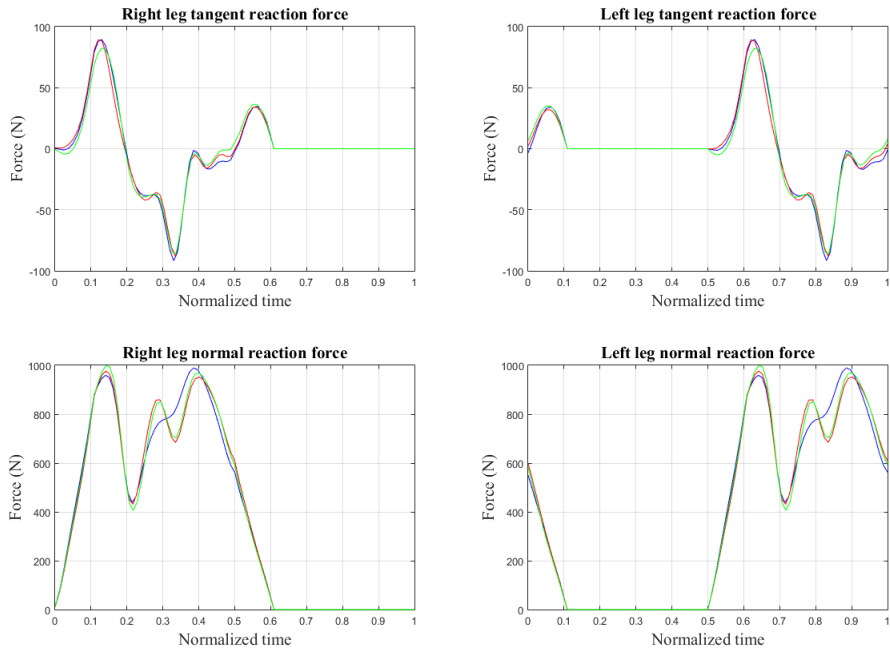 Right leg tangent reaction force
100
50
0
-50
-100
Force (N)
0 0.1 0.2 0.3 0.4 0.5 0.6 0.7 0.8 0.9 1
Normalized time
Left leg tangent reaction force
100
50
0
-50
-100
Force (N)
0 0.1 0.2 0.3 0.4 0.5 0.6 0.7 0.8 0.9 1
Normalized time
Right leg normal reaction force
1000
800
600
400
200
0
Force (N)
0 0.1 0.2 0.3 0.4 0.5 0.6 0.7 0.8 0.9 1
Normalized time
Left leg normal reaction force
1000
800
600
400
200
0
Force (N)
0 0.1 0.2 0.3 0.4 0.5 0.6 0.7 0.8 0.9 1
Normalized time